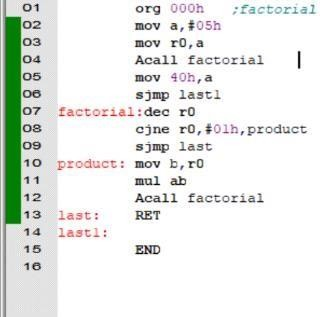 01 org 000h ;factorial
02 mov a,#05h
03 mov r0,a
04 Acall factorial
05 mov 40h,a
06 sjmp last1
07 factorial:dec r0
08 cjne r0,#01h,product
09 sjmp last
10 product: mov b,r0
11 mul ab
12 Acall factorial
13 last: RET
14 last1:
15 END
16